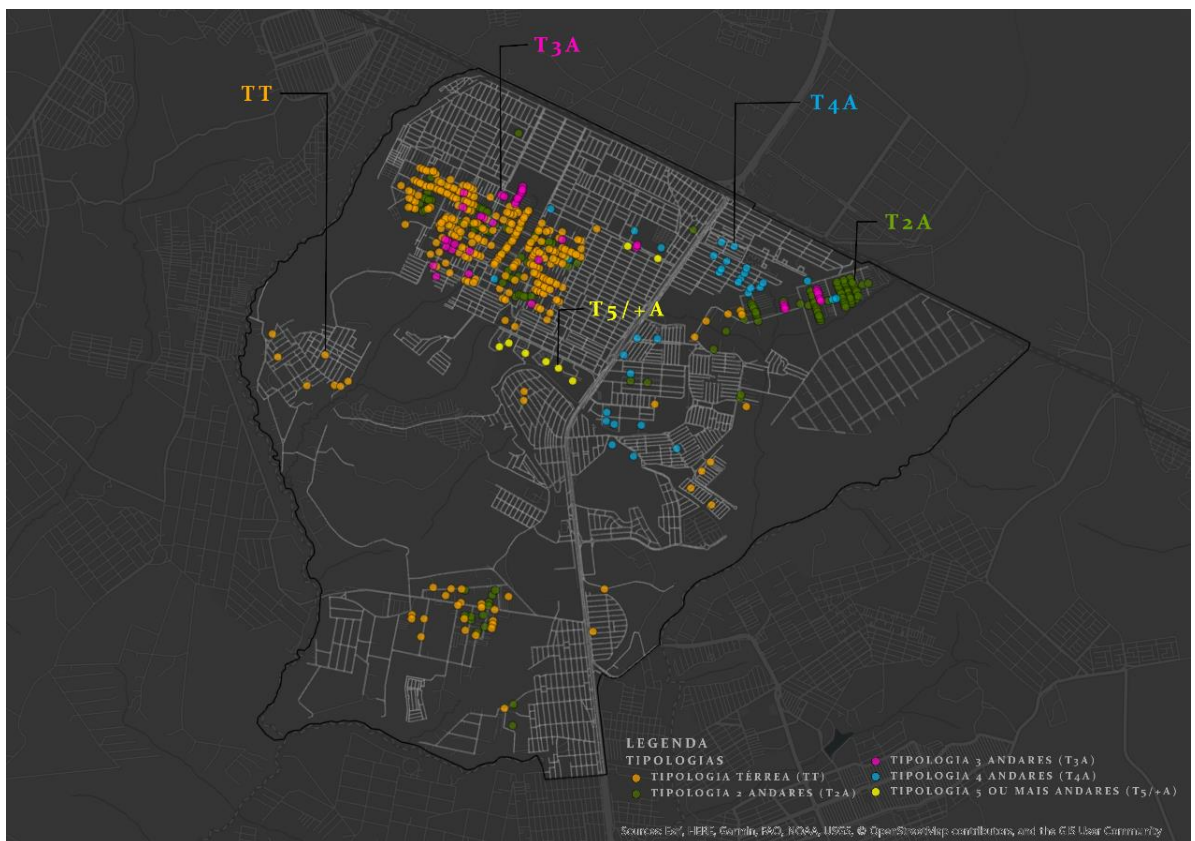 T3A
TT
T4A
T2A
T5/+A
LEGENDA
TIPOLOGIAS
TIPOLOGIA TÉRREA (TT)
TIPOLOGIA 2 ANDARES (T2A)
TIPOLOGIA 3 ANDARES (T3A)
TIPOLOGIA 4 ANDARES (T4A)
TIPOLOGIA 5 OU MAIS ANDARES (T5/+A)
Sources: Esri, HERE, Garmin, FAO, NOAA, USGS, © OpenStreetMap contributors, and the GIS User Community